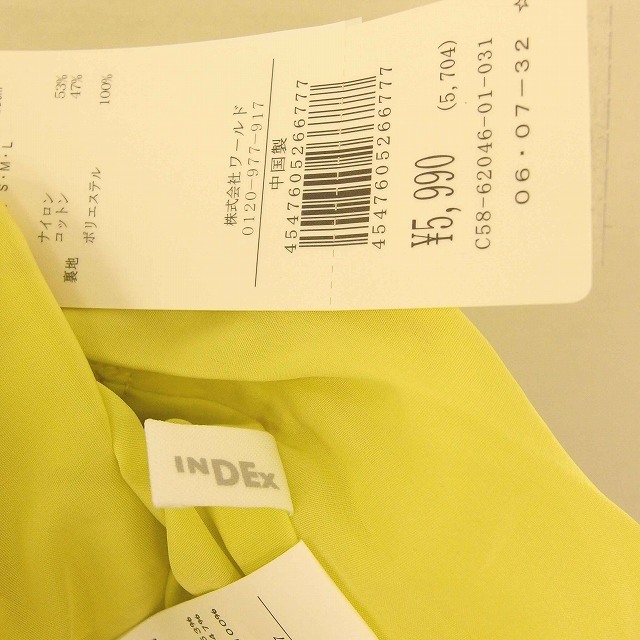 S・M・L
ナイロン 53%
コットン 47%
裏地 ポリエステル 100%
株式会社ワールド
0120-977-917
中国製
4547605266777
4547605266777
¥5,990 (5,704)
C58-62046-01-031
06・07-32 ☆
INDEX